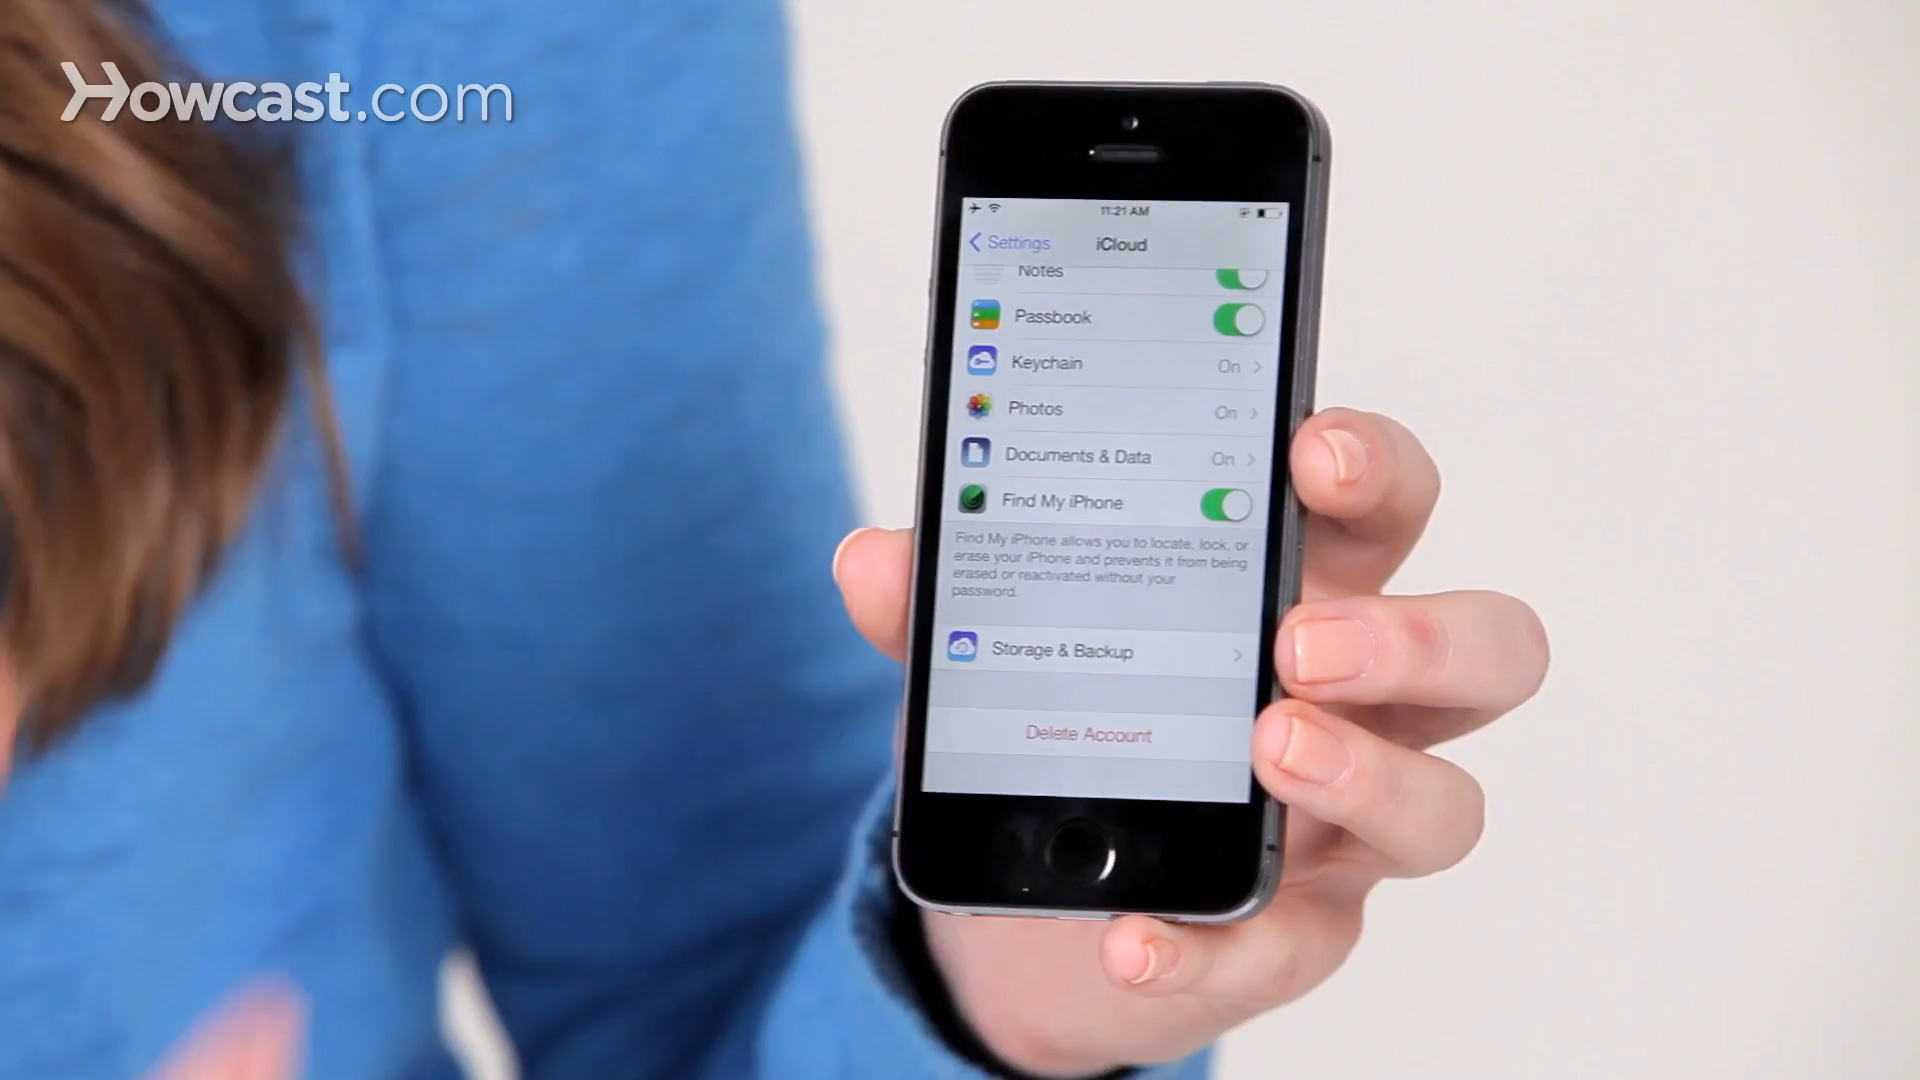 Howcast.com
11:21 AM
Settings iCloud
Notes
Passbook
Keychain On
Photos On
Documents & Data On
Find My iPhone
Find My iPhone allows you to locate, lock, or
erase your iPhone and prevents it from being
erased or reactivated without your
password.
Storage & Backup
Delete Account